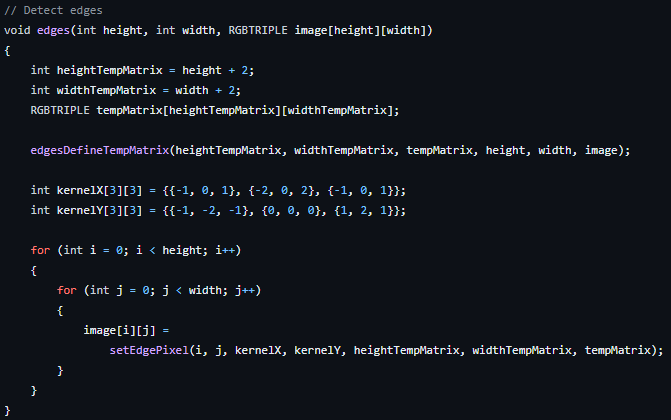 // Detect edges
void edges(int height, int width, RGBTRIPLE image[height][width])
{
    int heightTempMatrix = height + 2;
    int widthTempMatrix = width + 2;
    RGBTRIPLE tempMatrix[heightTempMatrix][widthTempMatrix];

    edgesDefineTempMatrix(heightTempMatrix, widthTempMatrix, tempMatrix, height, width, image);

    int kernelX[3][3] = {{-1, 0, 1}, {-2, 0, 2}, {-1, 0, 1}};
    int kernelY[3][3] = {{-1, -2, -1}, {0, 0, 0}, {1, 2, 1}};

    for (int i = 0; i < height; i++)
    {
        for (int j = 0; j < width; j++)
        {
            image[i][j] =
                setEdgePixel(i, j, kernelX, kernelY, heightTempMatrix, widthTempMatrix, tempMatrix);
        }
    }
}